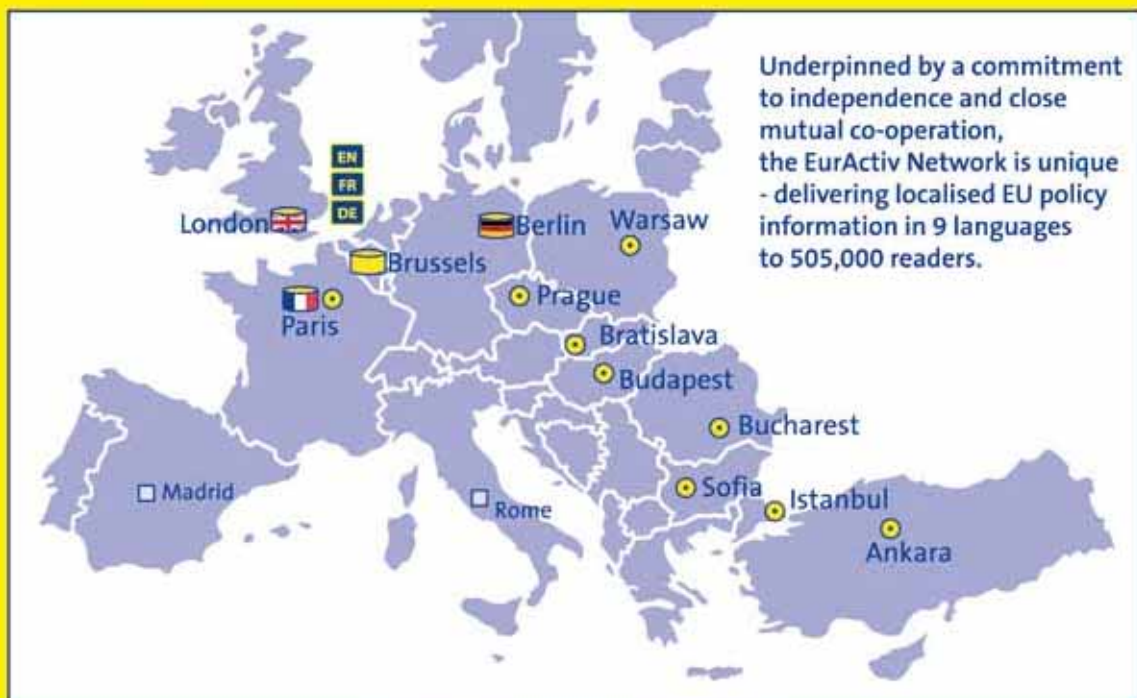 Underpinned by a commitment
to independence and close
mutual co-operation,
the EurActiv Network is unique
- delivering localised EU policy
information in 9 languages
to 505,000 readers.
EN
FR
DE
London
Berlin
Warsaw
Brussels
Prague
Paris
Bratislava
Budapest
Bucharest
Madrid
Rome
Sofia
Istanbul
Ankara